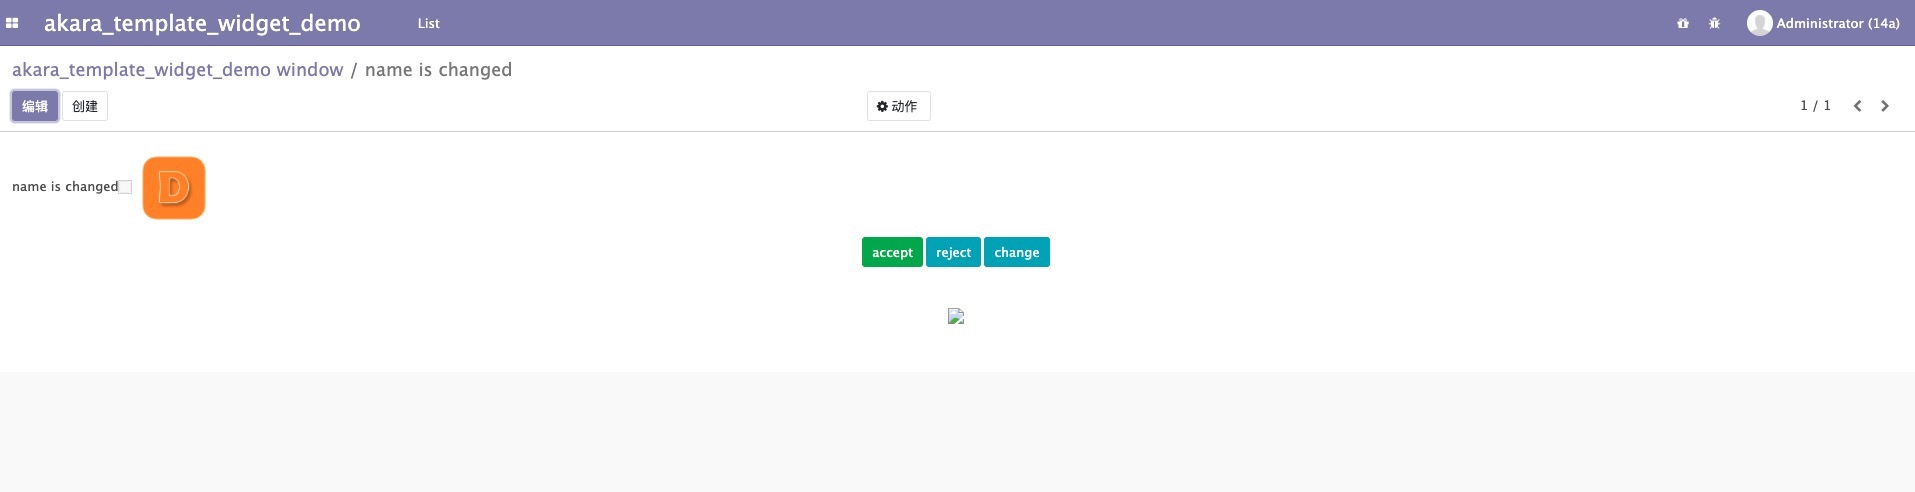 akara_template_widget_demo List Administrator (14a)
akara_template_widget_demo window / name is changed
编辑 创建 动作 1 / 1
name is changed D
accept reject change